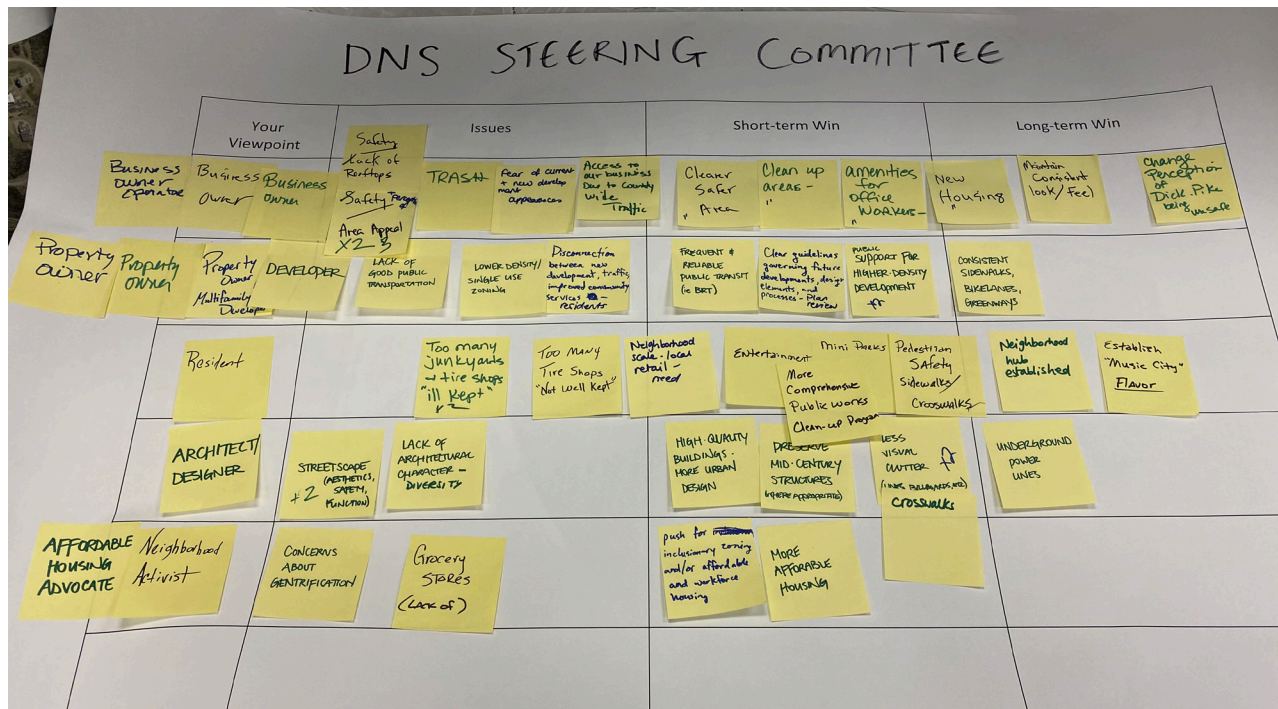 DNS STEERING COMMITTEE
Your
Viewpoint
Issues
Short-term Win
Long-term Win
Business
owner
operator
Business
Owner
Business
owner
Safety
Lack of
Rooftops
Safety
Area Appeal
X2 3
TRASH
Fear of current
+ new develop
ment
appearances
Access to
our business
Due to County
wide
Traffic
Cleaner
Safer
Area
Clean up
areas -
amenities
for
office
Workers-
New
Housing
Maintain
Consistent
look/Feel
Change
Perception
of
Dick.Pike
being
unsafe
Property
owner
Property
owner
Property
Owner
Multifamily
Develop
DEVELOPER
LACK OF
GOOD PUBLIC
TRANSPORTATION
LOWER DENSITY/
SINGLE USE
ZONING
Disconnection
between new
development, traffic,
improved community
services
- residents
FREQUENT &
RELIABLE
PUBLIC TRANSIT
(ie BRT)
Clear guidelines
governing future
developments, design
elements, and
processes - Plan
review
PUBLIC
SUPPORT FOR
HIGHER-DENSITY
DEVELOPMENT
CONSISTENT
SIDEWALKS,
BIKELANES,
GREENWAYS
Resident
Too many
junkyards
+ tire shops
"ill kept"
Too MANY
Tire Shops
"Not Well Kept"
Neighborhood
scale - local
retail -
need
Entertainment
Mini Parks
More
Comprehensive
Public works
Clean-up Program
Pedestrian
Safety
Sidewalks/
Crosswalks
Neighborhood
hub
established
Establish
"Music City"
Flavor
ARCHITECT/
DESIGNER
STREETSCAPE
+2 (AESTHETICS,
SAFETY,
FUNCTION)
LACK OF
ARCHITECTURAL
CHARACTER -
DIVERSITY
HIGH-QUALITY
BUILDINGS -
MORE URBAN
DESIGN
PRESERVE
MID-CENTURY
STRUCTURES
(WHERE APPROPRIATE)
LESS
VISUAL
CLUTTER
(LINES, BILLBOARDS, ETC)
Crosswalks
UNDERGROUND
POWER
LINES
AFFORDABLE
HOUSING
ADVOCATE
Neighborhood
Activist
CONCERNS
ABOUT
GENTRIFICATION
Grocery
STORES
(LACK OF)
push for
inclusionary zoning
and/or affordable
and workforce
housing
MORE
AFFORABLE
HOUSING